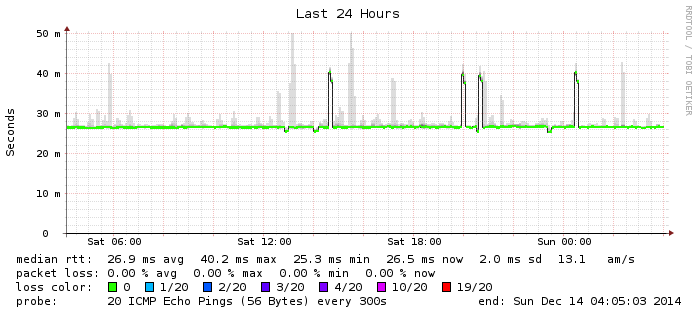 Last 24 Hours
RRDTOOL / TOBI OETIKER
Seconds
50 m
40 m
30 m
20 m
10 m
0
Sat 06:00 Sat 12:00 Sat 18:00 Sun 00:00
median rtt: 26.9 ms avg 40.2 ms max 25.3 ms min 26.5 ms now 2.0 ms sd 13.1 am/s
packet loss: 0.00 % avg 0.00 % max 0.00 % min 0.00 % now
loss color: 0 1/20 2/20 3/20 4/20 10/20 19/20
probe: 20 ICMP Echo Pings (56 Bytes) every 300s end: Sun Dec 14 04:05:03 2014